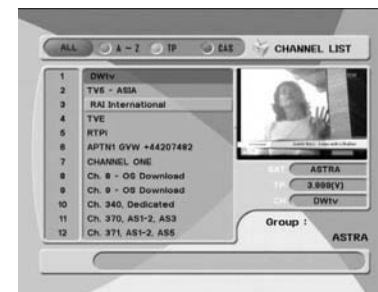 ALL A ~ Z TP CAS CHANNEL LIST
1 DWtv
2 TV5 - ASIA
3 RAI International
4 TVE
5 RTPi
6 APTN1 GVW +44207482
7 CHANNEL ONE
8 Ch. 8 - OS Download
9 Ch. 9 - OS Download
10 Ch. 340, Dedicated
11 Ch. 370, AS1-2, AS3
12 Ch. 371, AS1-2, AS5
SAT ASTRA
TP 3.999(V)
CH DWtv
Group :
ASTRA